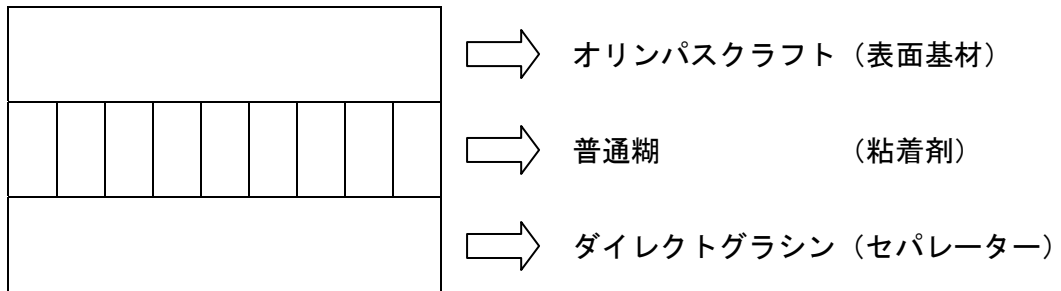 オリンパスクラフト（表面基材）
普通糊　　　　　　（粘着剤）
ダイレクトグラシン（セパレーター）